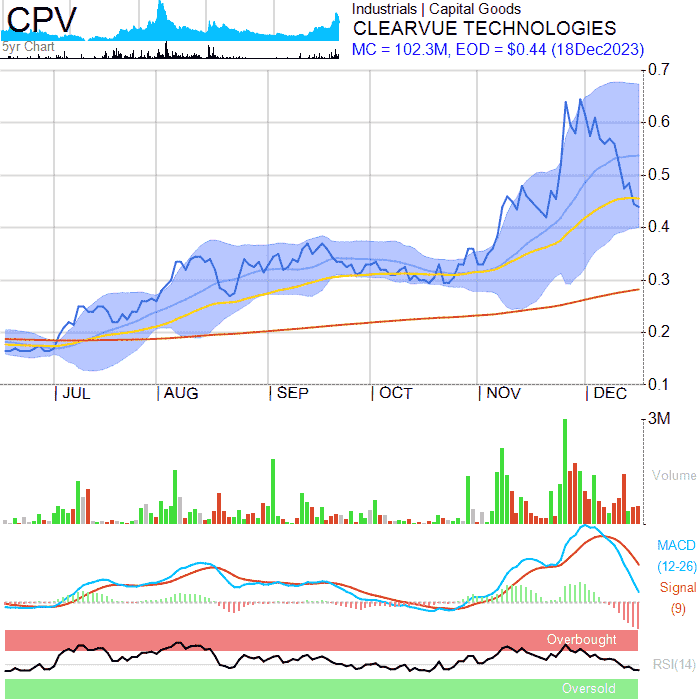 CPV
5yr Chart
Industrials | Capital Goods
CLEARVUE TECHNOLOGIES
MC = 102.3M, EOD = $0.44 (18Dec2023)
0.7
0.6
0.5
0.4
0.3
0.2
0.1
JUL AUG SEP OCT NOV DEC
3M
Volume
MACD
(12-26)
Signal
(9)
Overbought
RSI(14)
Oversold